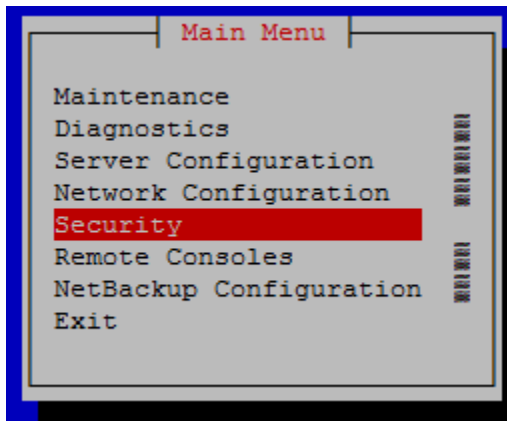 Main Menu
Maintenance
Diagnostics
Server Configuration
Network Configuration
Security
Remote Consoles
NetBackup Configuration
Exit